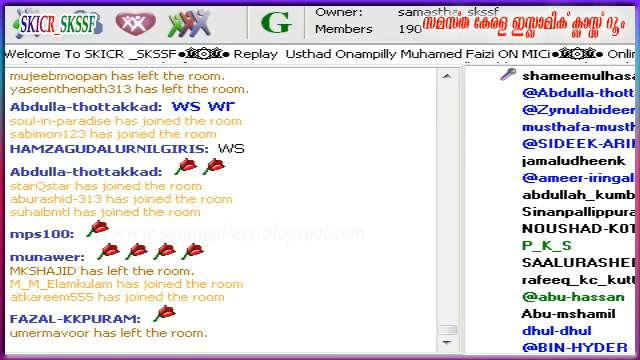 SKICR SKSSF
G
Owner: samastha_skssf
Members 190
സമസ്ത കേരള ഇസ്ലാമിക് ക്ലാസ്സ് റൂം
Welcome To SKICR _SKSSF●۞● Replay Usthad Onampilly Muhamed Faizi ON MIC●۞● Onlin
mujeebmoopan has left the room.
yaseenthenath313 has left the room.
Abdulla-thottakkad: ws wr
soul-in-paradise has joined the room
sabimon123 has joined the room
HAMZAGUDALURNILGIRIS: ws
Abdulla-thottakkad:
starQstar has joined the room
aburashid-313 has joined the room
suhaibmtl has joined the room
mps100:
munawer:
MKSHAJID has left the room.
M_M_Elamkulam has joined the room
atkareem555 has joined the room
FAZAL-KKPURAM:
umermavoor has left the room.
shameemulhasa
@Abdulla-thotta
@Zynulabideer
musthafa-musth
@SIDEEK-ARIK
jamaludheenk
@ameer-iringal
abdullah_kumb
Sinanpallippura
NOUSHAD-KOT
P_K_S
SAALURASHEE
rafeeq_kc_kutt
@abu-hassan
Abu-mshamil
dhul-dhul
@BIN-HYDER